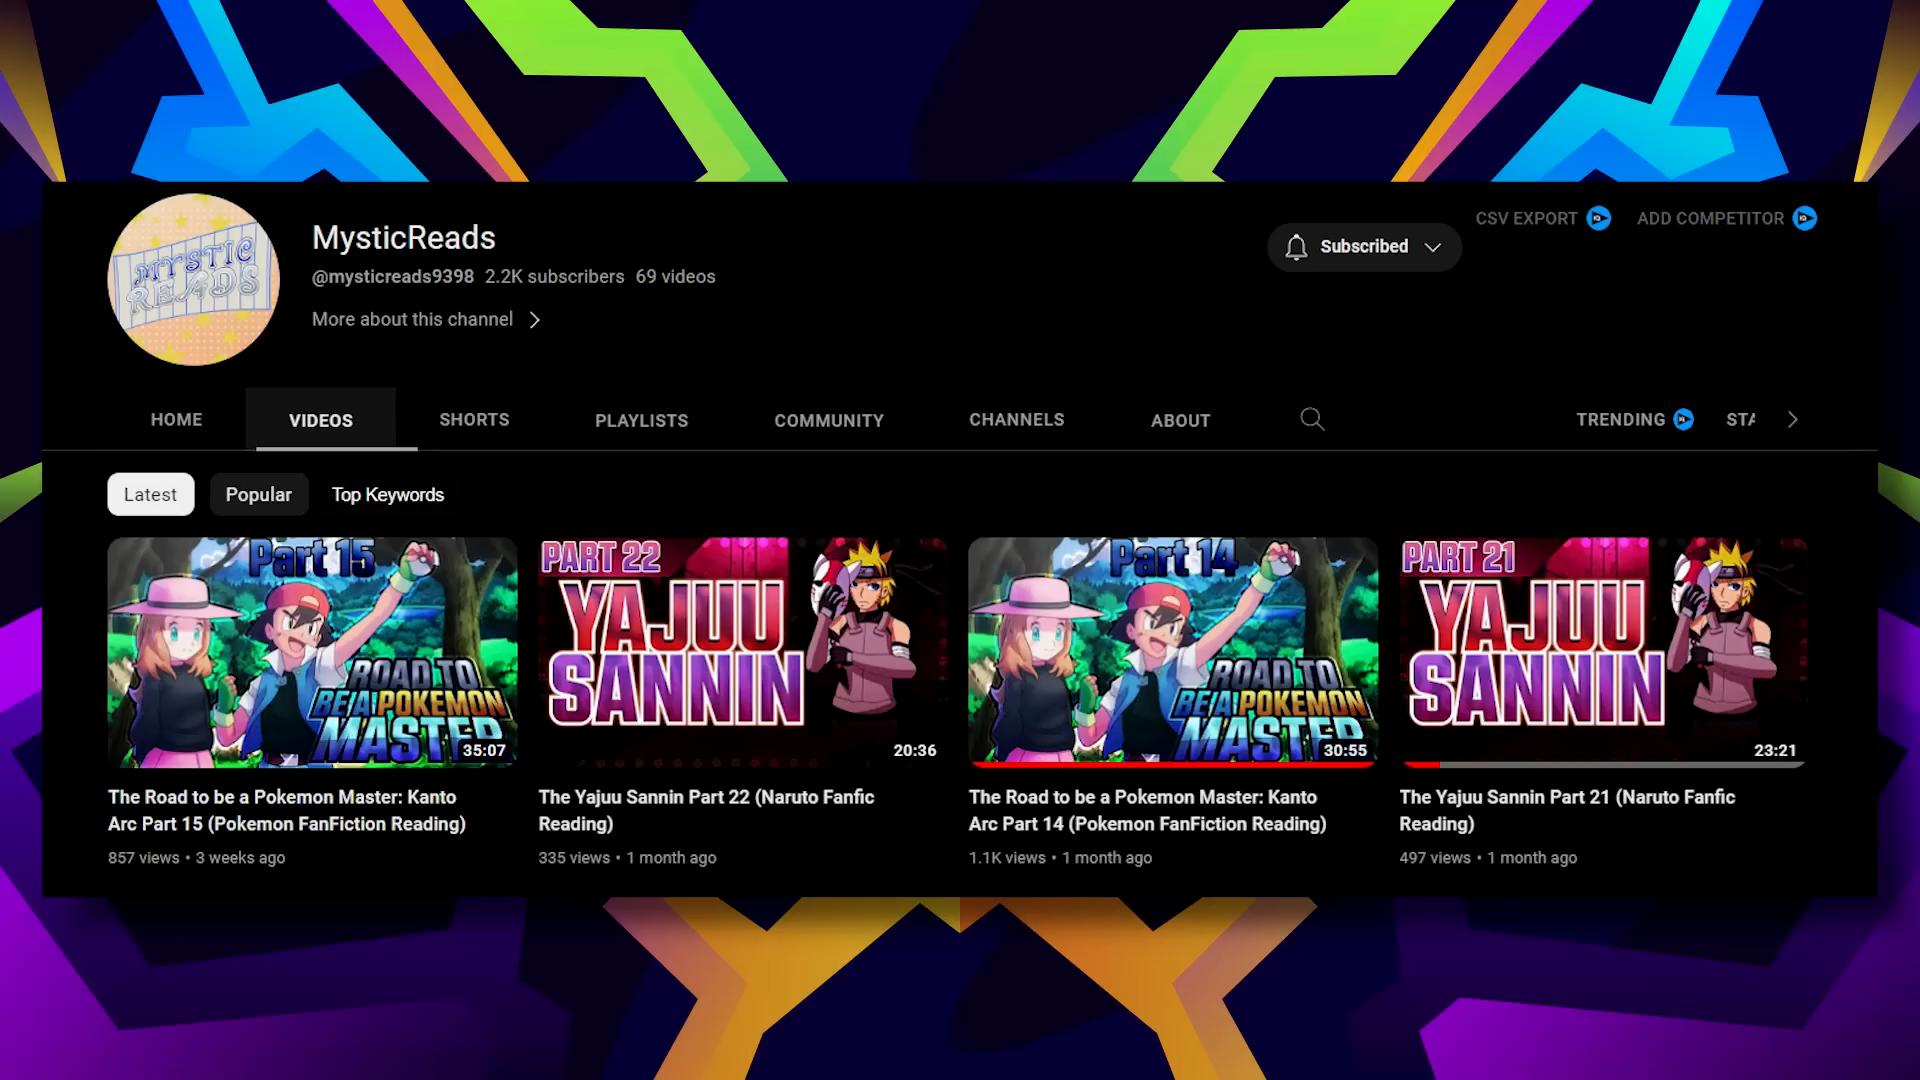 MYSTIC
READS
MysticReads
@mysticreads9398 2.2K subscribers 69 videos
More about this channel
Subscribed
CSV EXPORT
ADD COMPETITOR
HOME
VIDEOS
SHORTS
PLAYLISTS
COMMUNITY
CHANNELS
ABOUT
TRENDING
STA
Latest
Popular
Top Keywords
Part 15
ROAD TO
BE A POKEMON
MASTER
35:07
The Road to be a Pokemon Master: Kanto
Arc Part 15 (Pokemon FanFiction Reading)
857 views • 3 weeks ago
PART 22
YAJUU
SANNIN
20:36
The Yajuu Sannin Part 22 (Naruto Fanfic
Reading)
335 views • 1 month ago
Part 14
ROAD TO
BE A POKEMON
MASTER
30:55
The Road to be a Pokemon Master: Kanto
Arc Part 14 (Pokemon FanFiction Reading)
1.1K views • 1 month ago
PART 21
YAJUU
SANNIN
23:21
The Yajuu Sannin Part 21 (Naruto Fanfic
Reading)
497 views • 1 month ago